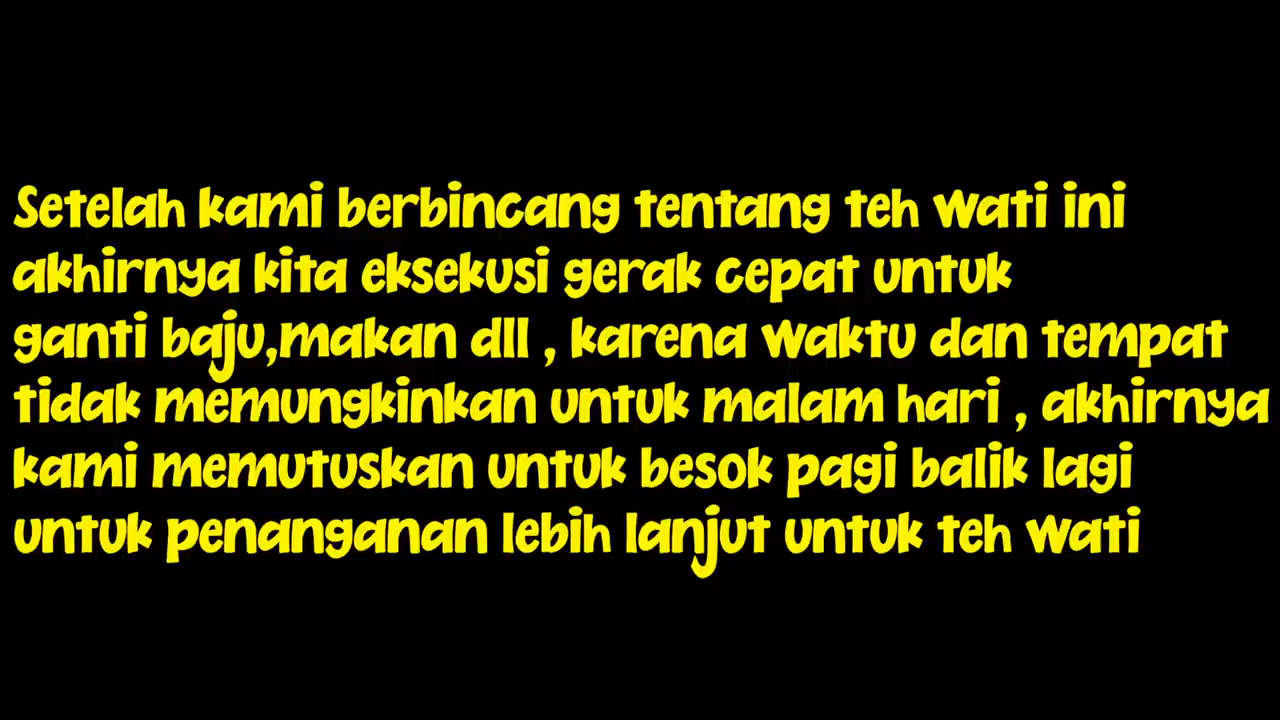 Setelah kami berbincang tentang teh wati ini
akhirnya kita eksekusi gerak cepat untuk
ganti baju,makan dll , karena waktu dan tempat
tidak memungkinkan untuk malam hari , akhirnya
kami memutuskan untuk besok pagi balik lagi
untuk penanganan lebih lanjut untuk teh wati